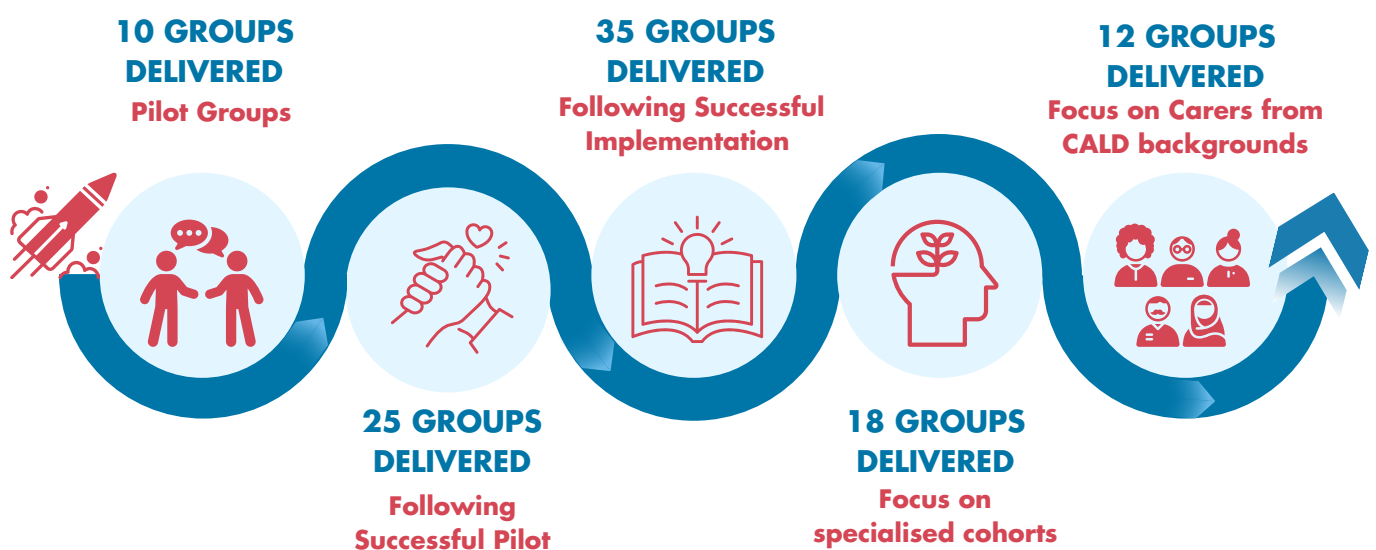 10 GROUPS
DELIVERED
Pilot Groups
25 GROUPS
DELIVERED
Following
Successful Pilot
35 GROUPS
DELIVERED
Following Successful
Implementation
18 GROUPS
DELIVERED
Focus on
specialised cohorts
12 GROUPS
DELIVERED
Focus on Carers from
CALD backgrounds